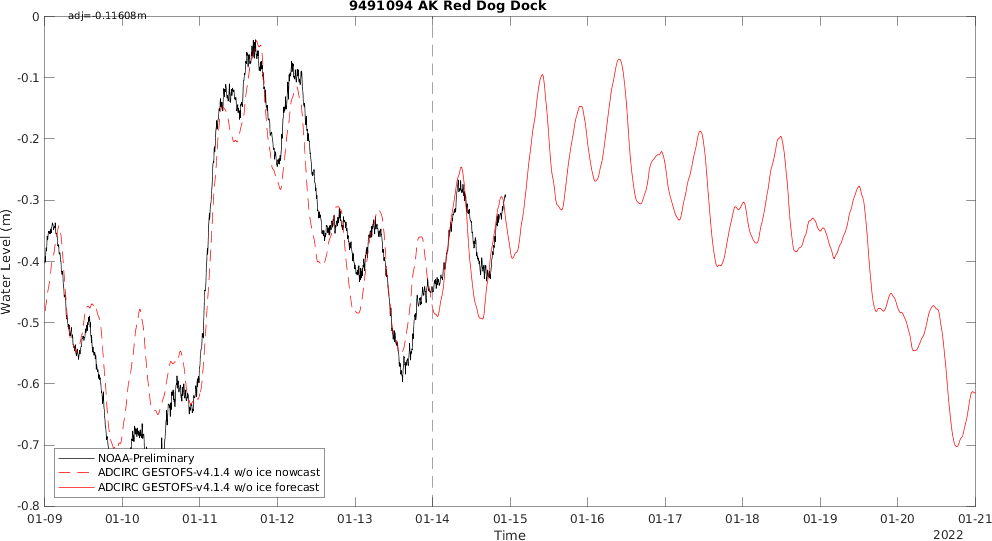 9491094 AK Red Dog Dock
adj=-0.11608m
0
-0.1
-0.2
-0.3
-0.4
-0.5
-0.6
-0.7
-0.8
Water Level (m)
NOAA-Preliminary
ADCIRC GESTOFS-v4.1.4 w/o ice nowcast
ADCIRC GESTOFS-v4.1.4 w/o ice forecast
01-09 01-10 01-11 01-12 01-13 01-14 01-15 01-16 01-17 01-18 01-19 01-20 01-21
Time
2022